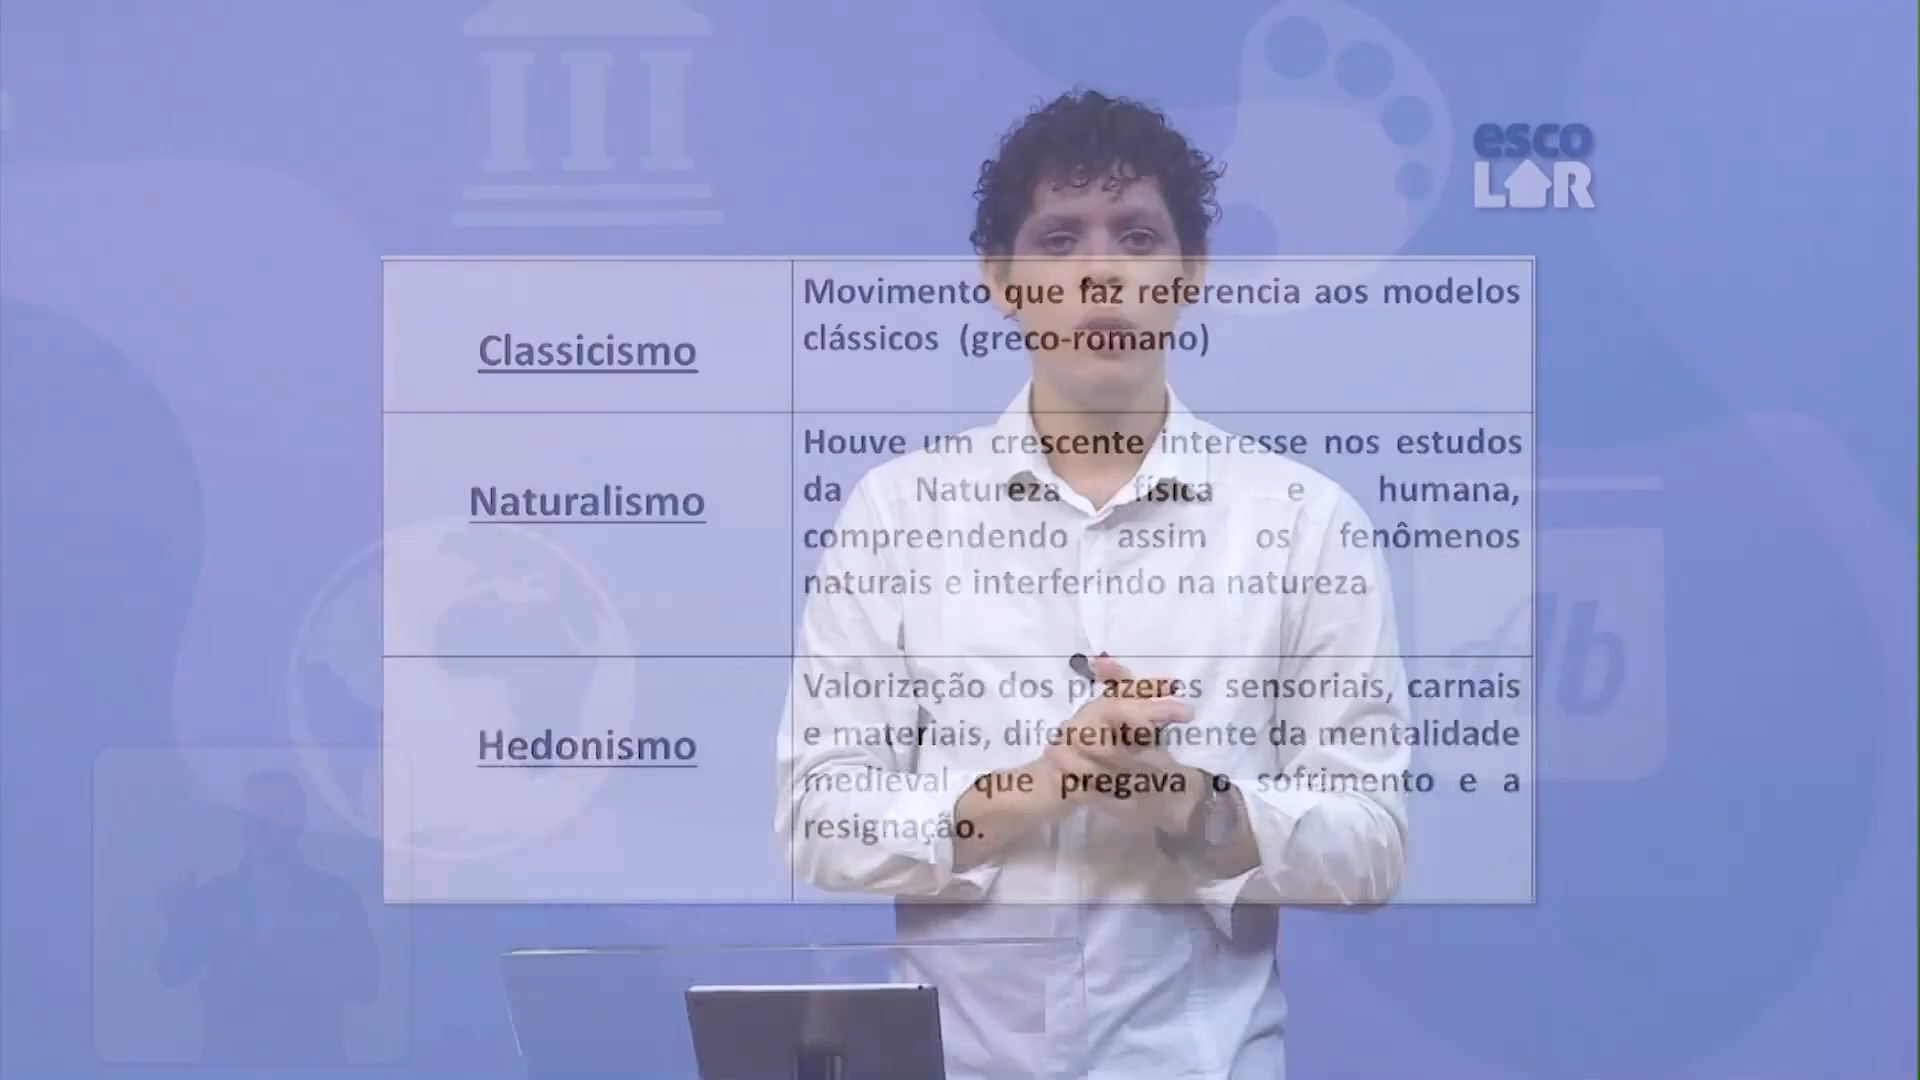 esco
LAR
Classicismo
Movimento que faz referencia aos modelos
clássicos (greco-romano)
Naturalismo
Houve um crescente interesse nos estudos
da Natureza física e humana,
compreendendo assim os fenômenos
naturais e interferindo na natureza
Hedonismo
Valorização dos prazeres sensoriais, carnais
e materiais, diferentemente da mentalidade
medieval que pregava o sofrimento e a
resignação.